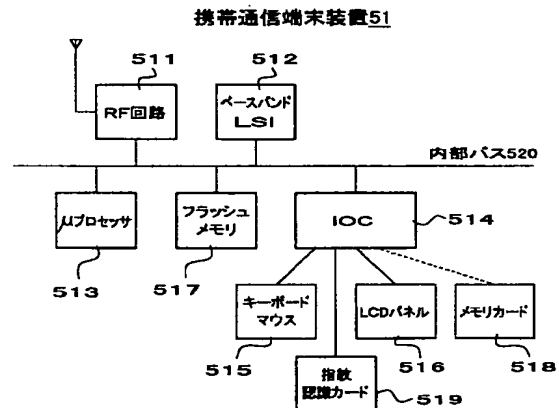 携帯通信端末装置51
511
512
RF回路
ベースバンド
LSI
内部バス520
μプロセッサ
フラッシュ
メモリ
IOC
514
513
517
キーボード
マウス
LCDパネル
メモリカード
515
516
518
指紋
認識カード
519